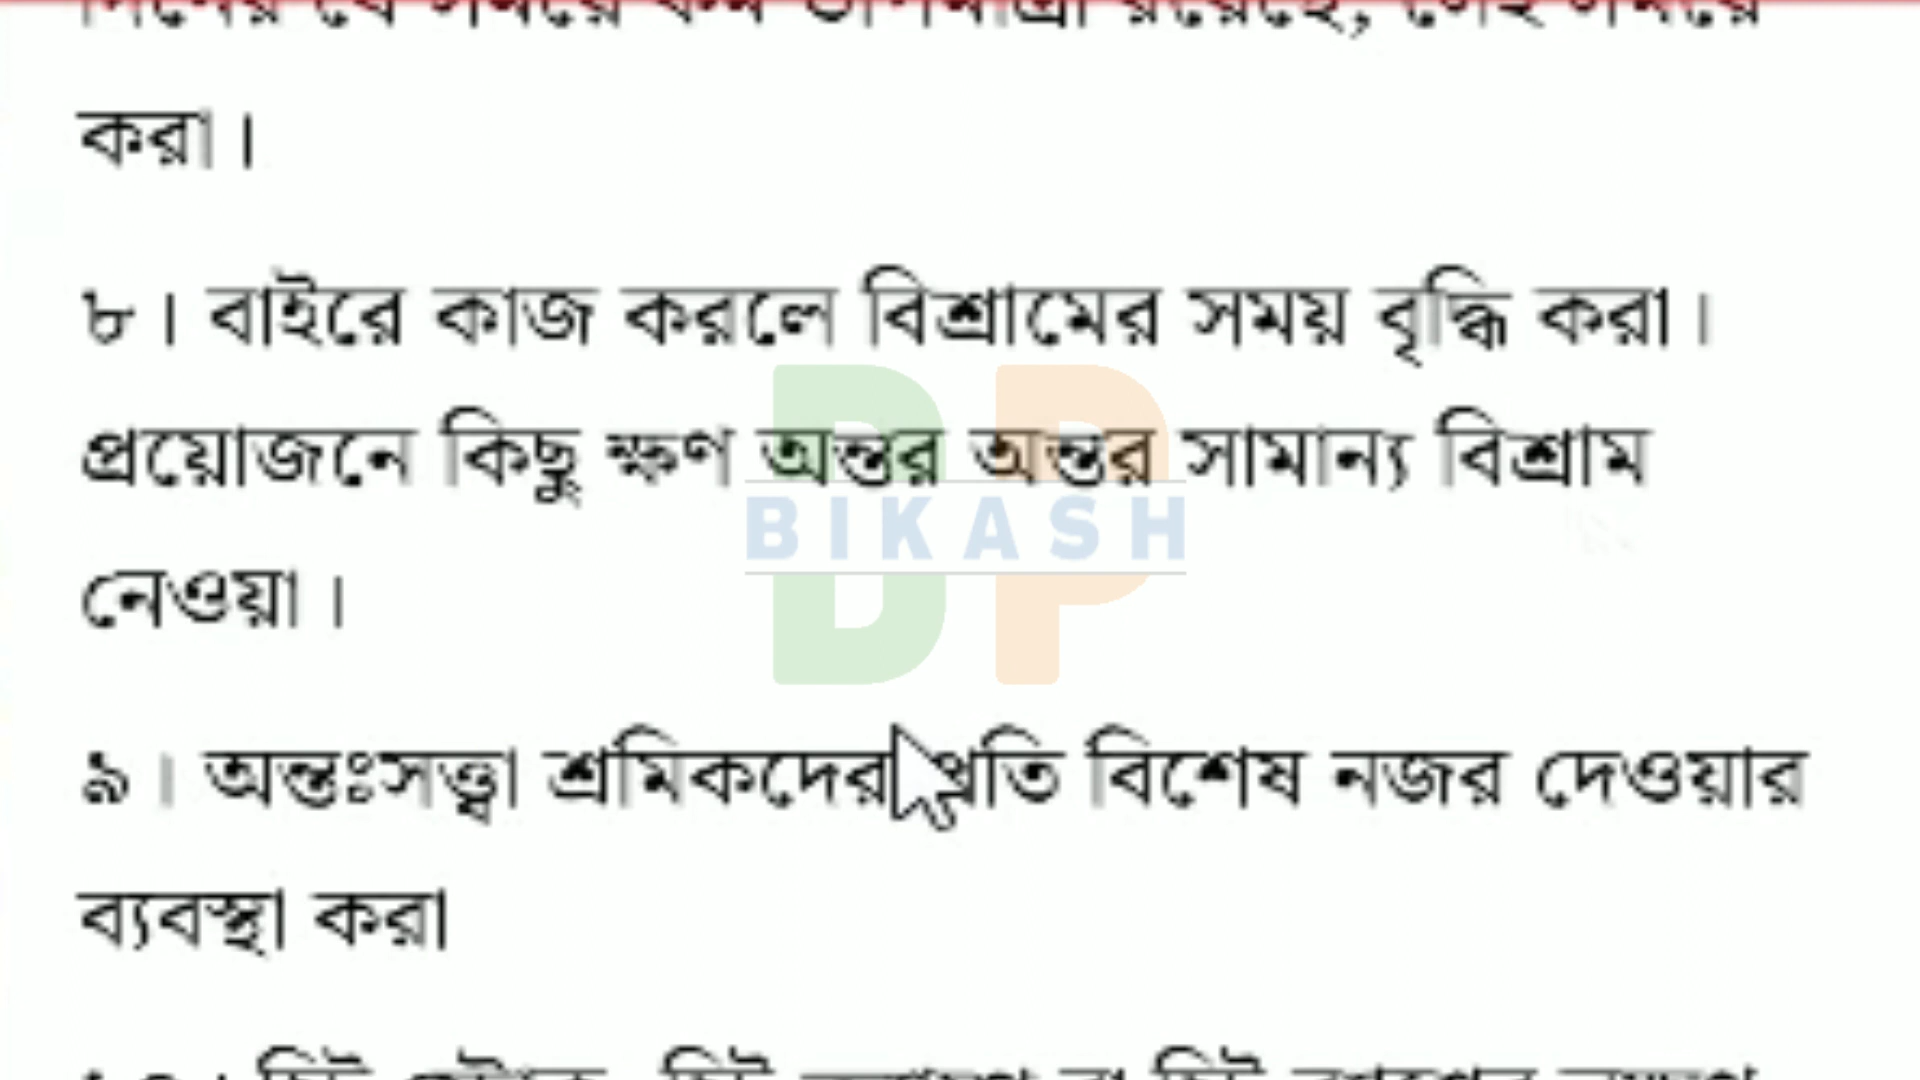 করা।
৮। বাইরে কাজ করলে বিশ্রামের সময় বৃদ্ধি করা।
প্রয়োজনে কিছু ক্ষণ অন্তর অন্তর সামান্য বিশ্রাম
BIKASH
DP
নেওয়া।
৯। অন্তঃসত্ত্বা শ্রমিকদের প্রতি বিশেষ নজর দেওয়ার
ব্যবস্থা করা